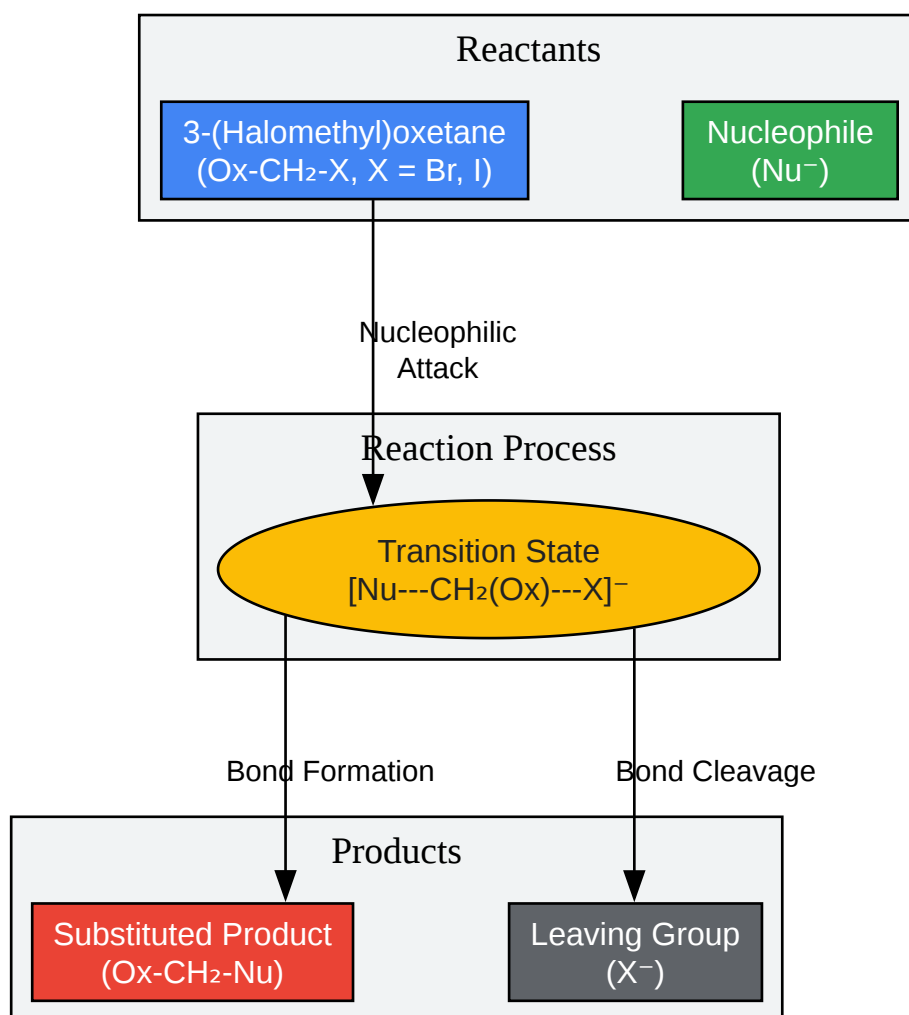 Reactants
3-(Halomethyl)oxetane
(Ox-CH₂-X, X = Br, I)
Nucleophile
(Nu⁻)
Nucleophilic
Attack
Reaction Process
Transition State
[Nu---CH₂(Ox)---X]⁻
Bond Formation
Bond Cleavage
Products
Substituted Product
(Ox-CH₂-Nu)
Leaving Group
(X⁻)